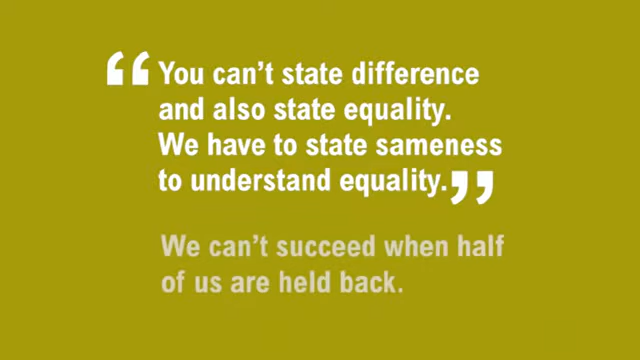 “You can’t state difference
and also state equality.
We have to state sameness
to understand equality.”
We can’t succeed when half
of us are held back.